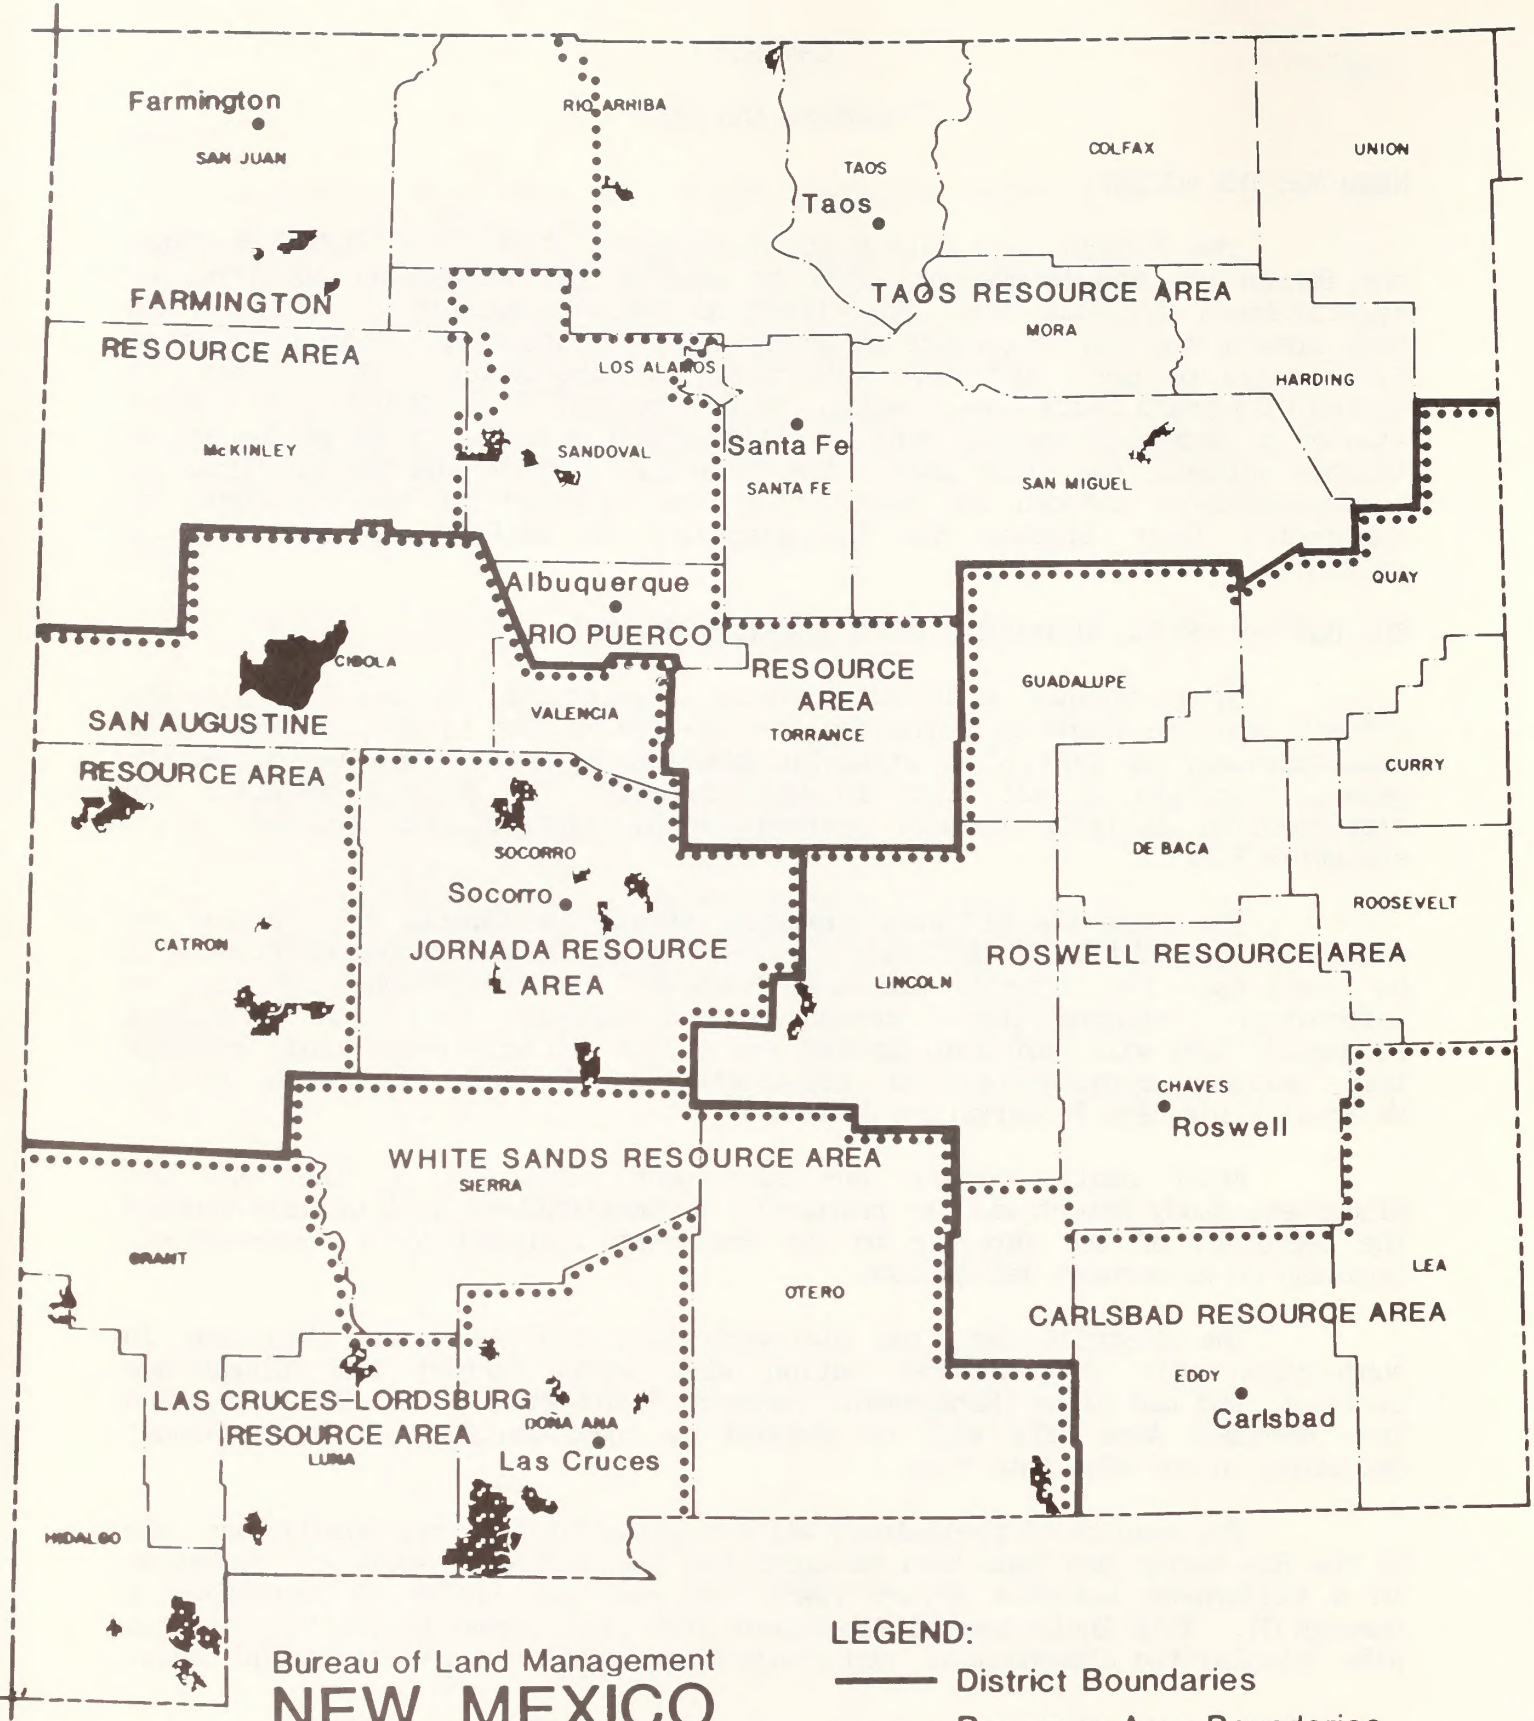 Farmington
SAN JUAN
RIO ARRIBA
TAOS
Taos
COLFAX
UNION
FARMINGTON
RESOURCE AREA
TAOS RESOURCE AREA
MORA
LOS ALAMOS
HARDING
McKINLEY
SANDOVAL
Santa Fe
SANTA FE
SAN MIGUEL
QUAY
Albuquerque
RIO PUERCO
RESOURCE
AREA
TORRANCE
GUADALUPE
CIBOLA
VALENCIA
SAN AUGUSTINE
RESOURCE AREA
CURRY
SOCORRO
Socorro
DE BACA
ROOSEVELT
CATRON
JORNADA RESOURCE
AREA
LINCOLN
ROSWELL RESOURCE AREA
CHAVES
Roswell
WHITE SANDS RESOURCE AREA
SIERRA
GRANT
OTERO
LEA
CARLSBAD RESOURCE AREA
EDDY
Carlsbad
LAS CRUCES-LORDSBURG
RESOURCE AREA
LUNA
DOÑA ANA
Las Cruces
HIDALGO
Bureau of Land Management
NEW MEXICO
LEGEND:
District Boundaries
Resource Area Boundaries